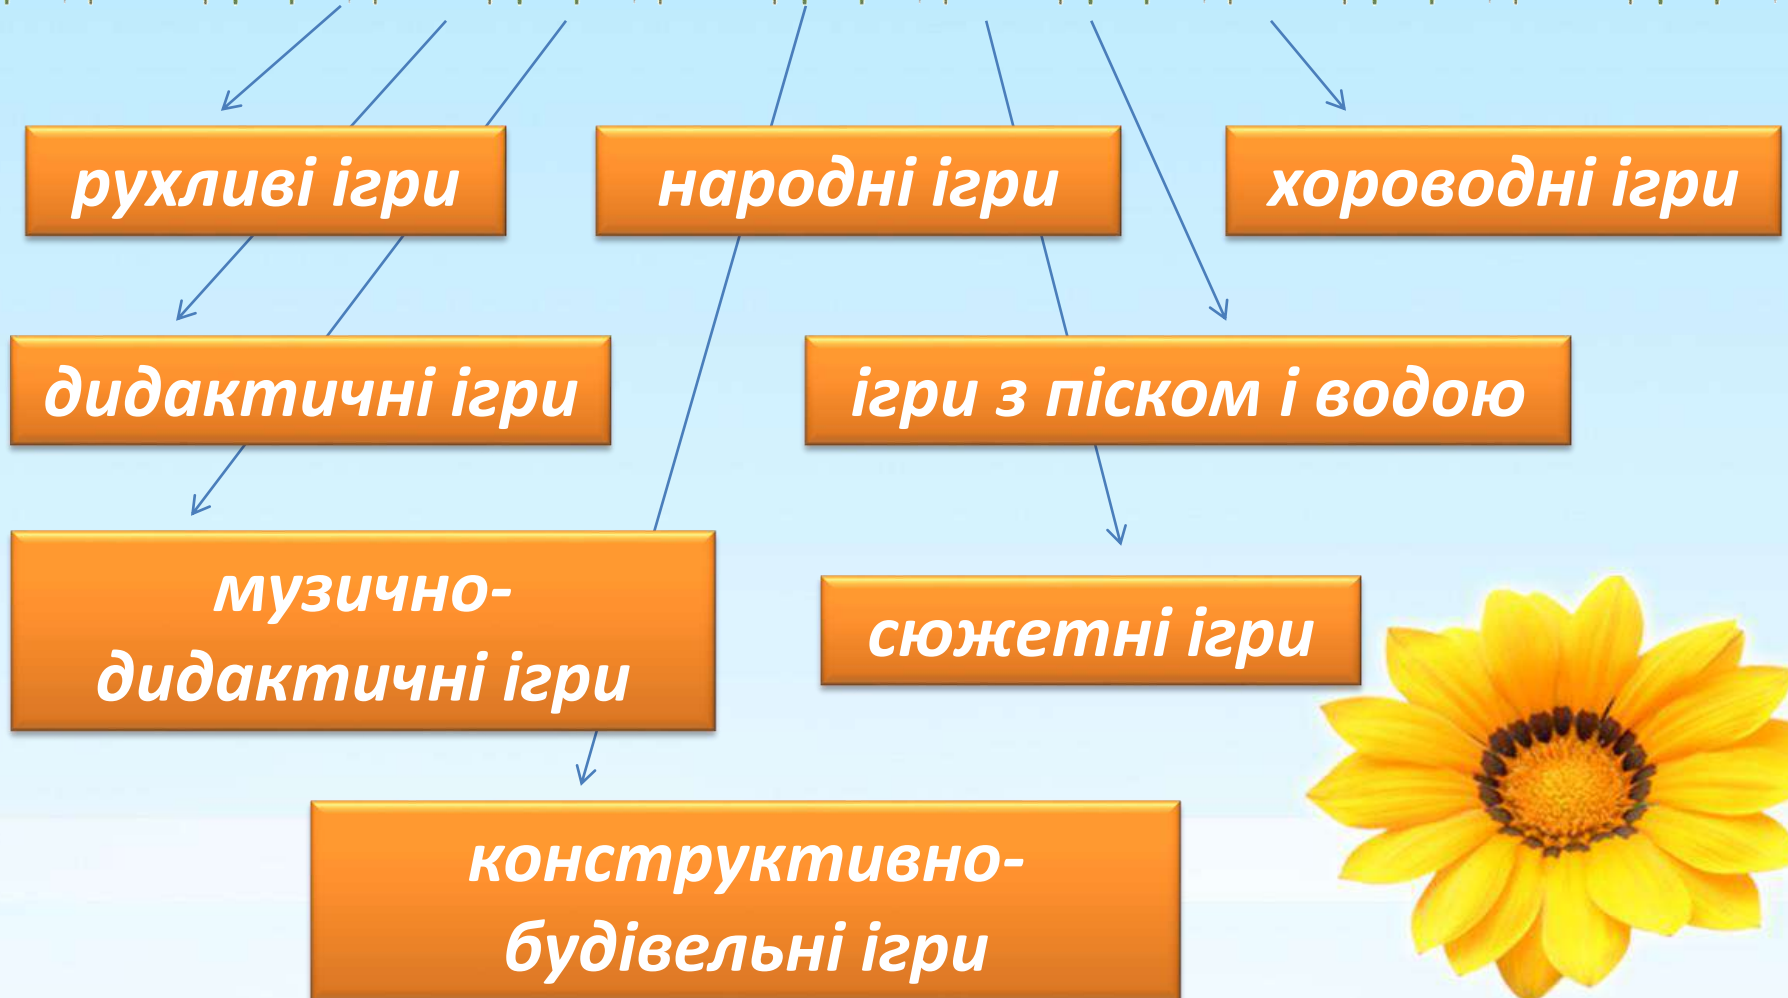 рухливі ігри
народні ігри
хороводні ігри
дидактичні ігри
ігри з піском і водою
музично-
дидактичні ігри
сюжетні ігри
конструктивно-
будівельні ігри